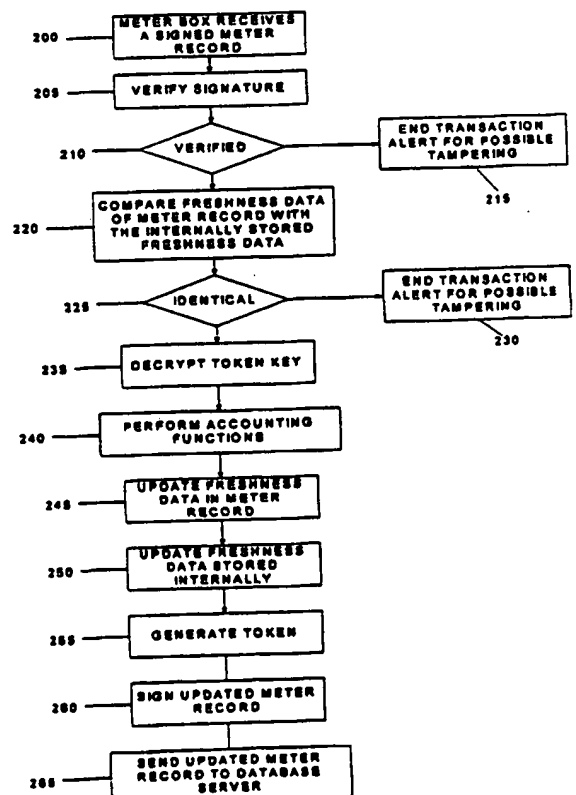 200
METER BOX RECEIVES
A SIGNED METER
RECORD
205
VERIFY SIGNATURE
210
VERIFIED
END TRANSACTION
ALERT FOR POSSIBLE
TAMPERING
215
220
COMPARE FRESHNESS DATA
OF METER RECORD WITH
THE INTERNALLY STORED
FRESHNESS DATA
225
IDENTICAL
END TRANSACTION
ALERT FOR POSSIBLE
TAMPERING
230
235
DECRYPT TOKEN KEY
240
PERFORM ACCOUNTING
FUNCTIONS
245
UPDATE FRESHNESS
DATA IN METER
RECORD
250
UPDATE FRESHNESS
DATA STORED
INTERNALLY
255
GENERATE TOKEN
260
SIGN UPDATED METER
RECORD
265
SEND UPDATED METER
RECORD TO DATABASE
SERVER